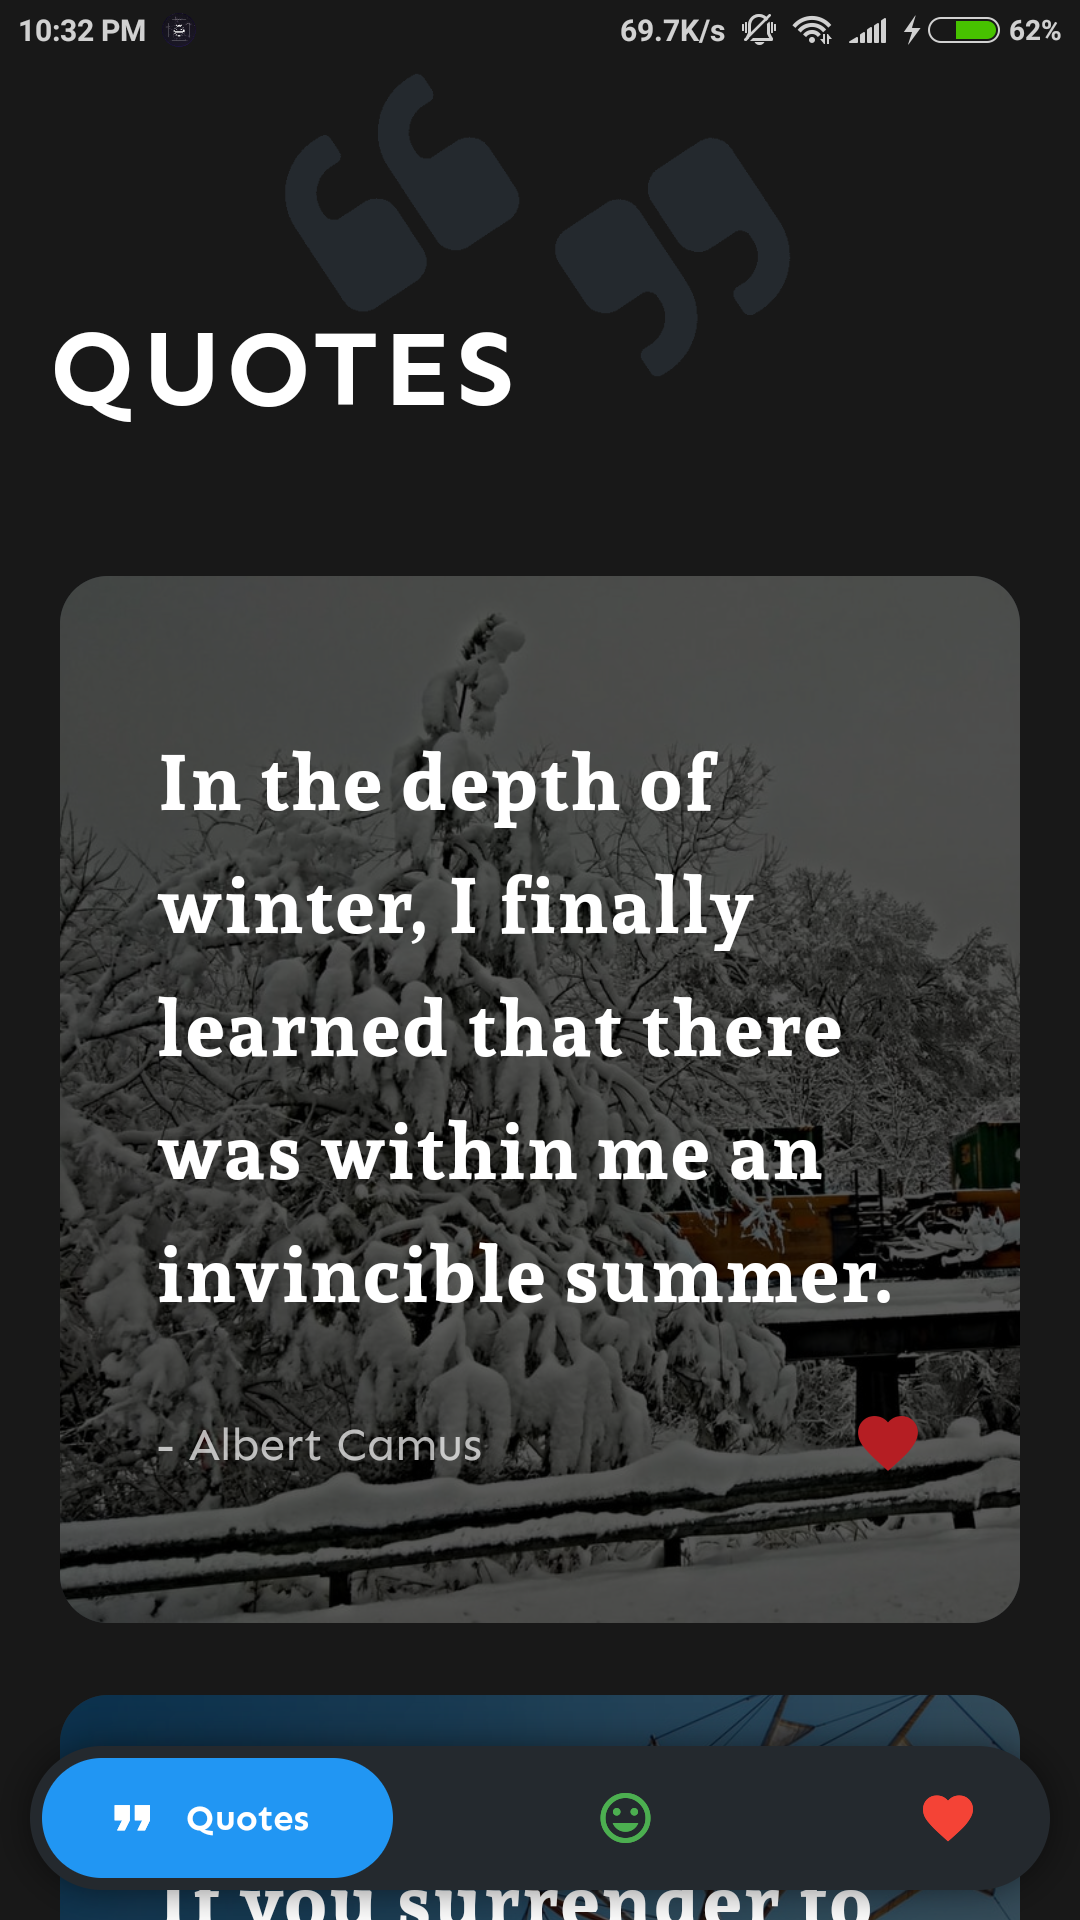 10:32 PM 69.7K/s 62%
QUOTES
In the depth of
winter, I finally
learned that there
was within me an
invincible summer.
- Albert Camus
Quotes
If you surrender to